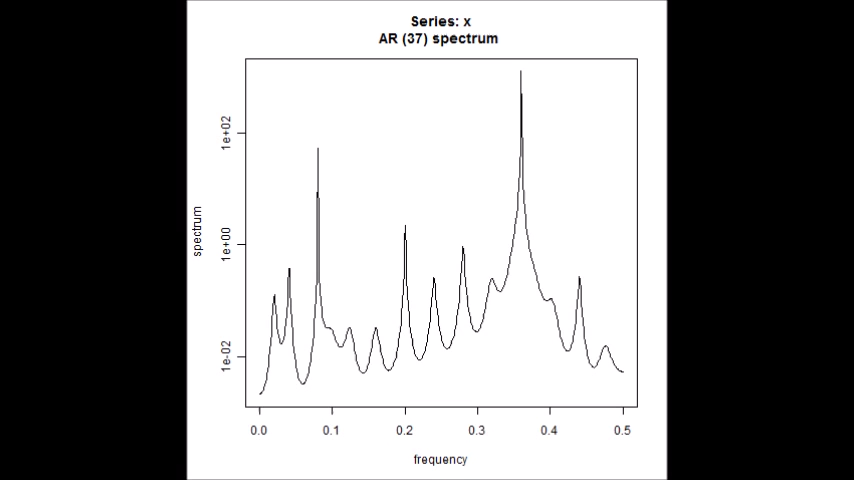 Series: x
AR (37) spectrum
spectrum
1e+02
1e+00
1e-02
0.0 0.1 0.2 0.3 0.4 0.5
frequency